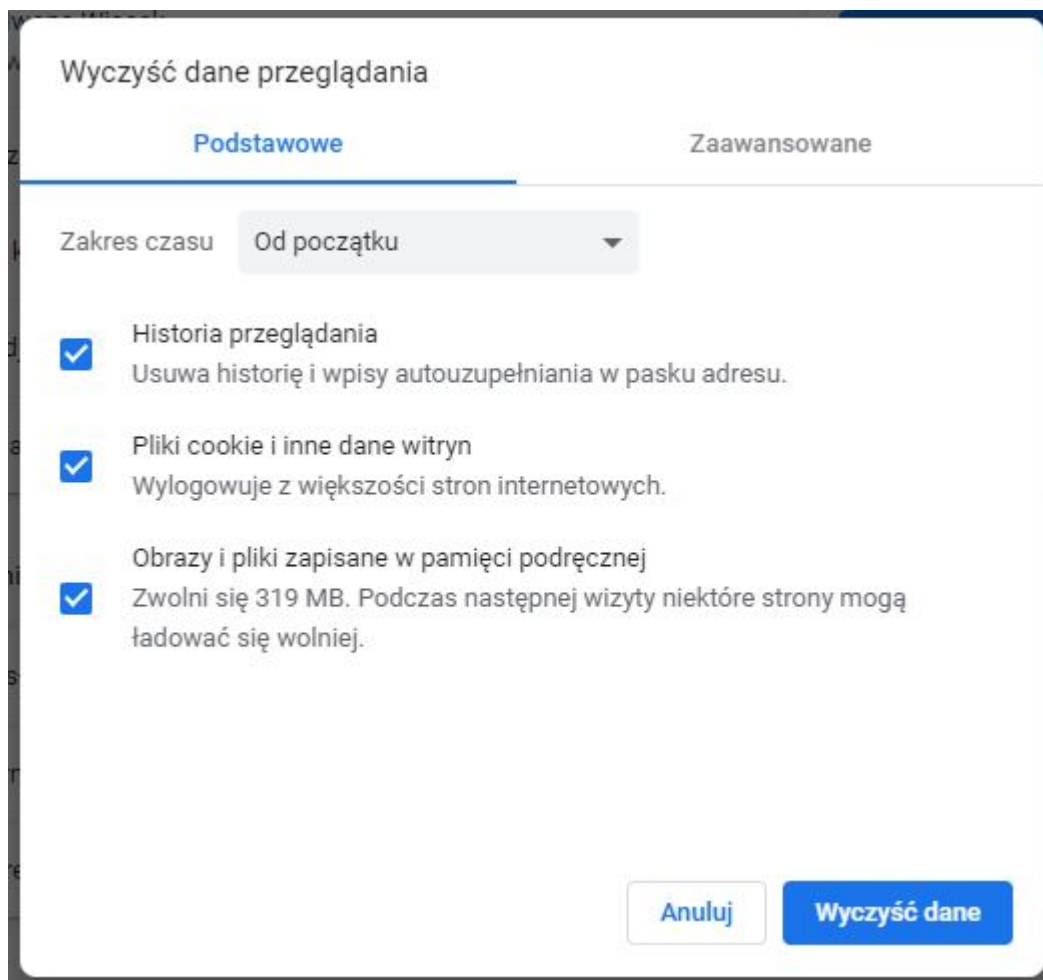 Wyczyść dane przeglądania
Podstawowe
Zaawansowane
Zakres czasu
Od początku
Historia przeglądania
Usuwa historię i wpisy autouzupełniania w pasku adresu.
Pliki cookie i inne dane witryn
Wylogowuje z większości stron internetowych.
Obrazy i pliki zapisane w pamięci podręcznej
Zwolni się 319 MB. Podczas następnej wizyty niektóre strony mogą
ładować się wolniej.
Anuluj
Wyczyść dane